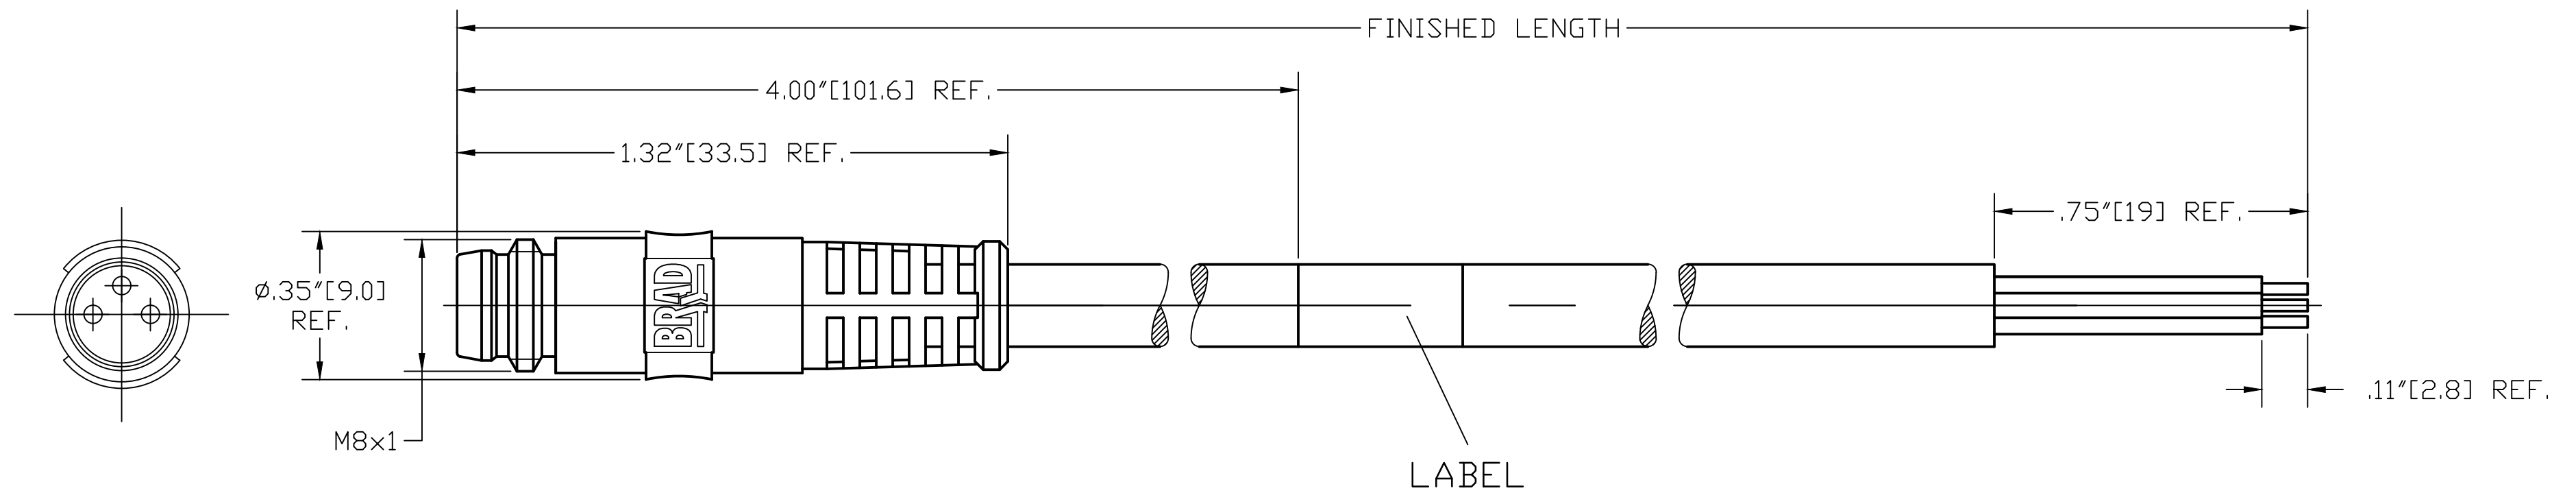 FINISHED LENGTH
4.00"[101.6] REF.
1.32"[33.5] REF.
.75"[19] REF.
Ø.35"[9.0]
REF.
BRAD
.11"[2.8] REF.
M8x1
LABEL